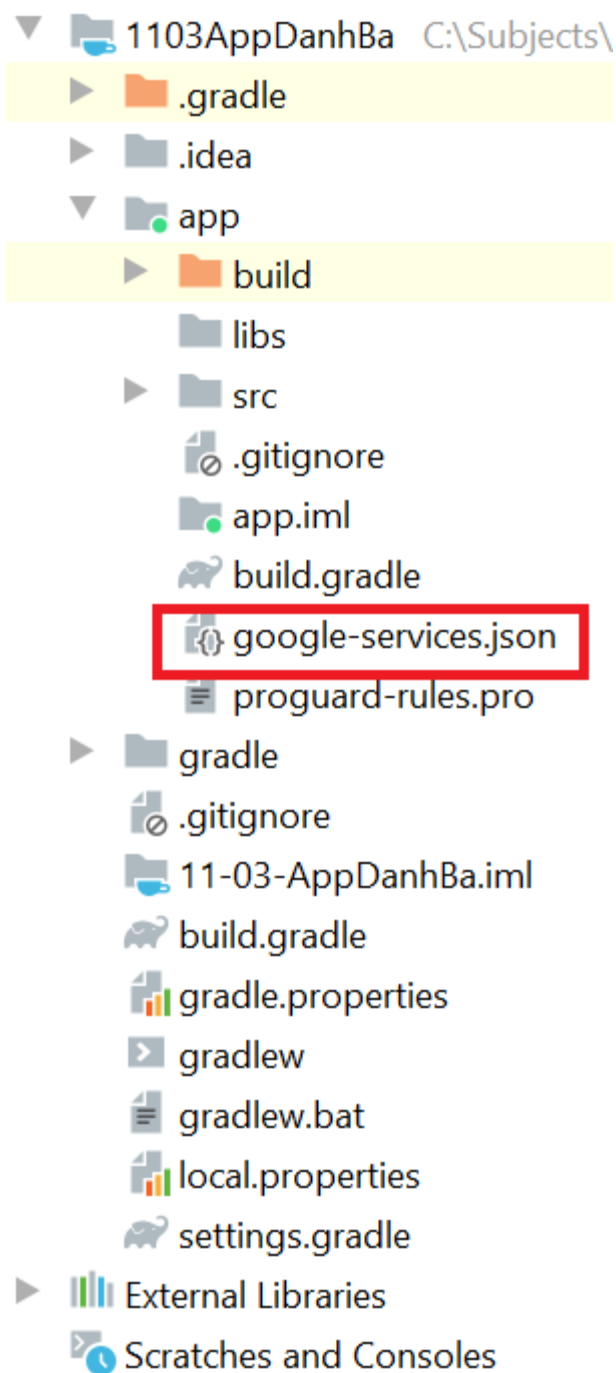 1103AppDanhBa C:\Subjects\
.gradle
.idea
app
build
libs
src
.gitignore
app.iml
build.gradle
google-services.json
proguard-rules.pro
gradle
.gitignore
11-03-AppDanhBa.iml
build.gradle
gradle.properties
gradlew
gradlew.bat
local.properties
settings.gradle
External Libraries
Scratches and Consoles